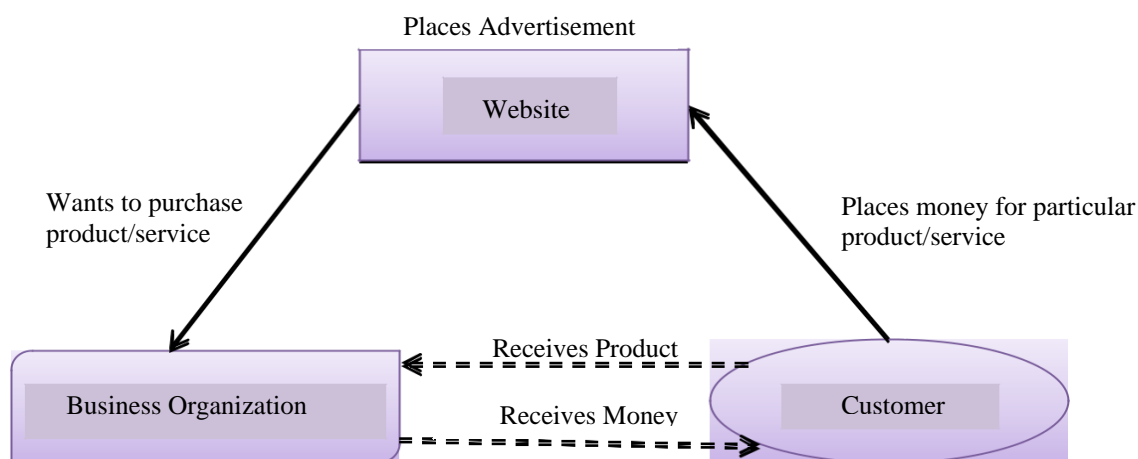 Places Advertisement
Website
Wants to purchase
product/service
Places money for particular
product/service
Receives Product
Business Organization
Receives Money
Customer